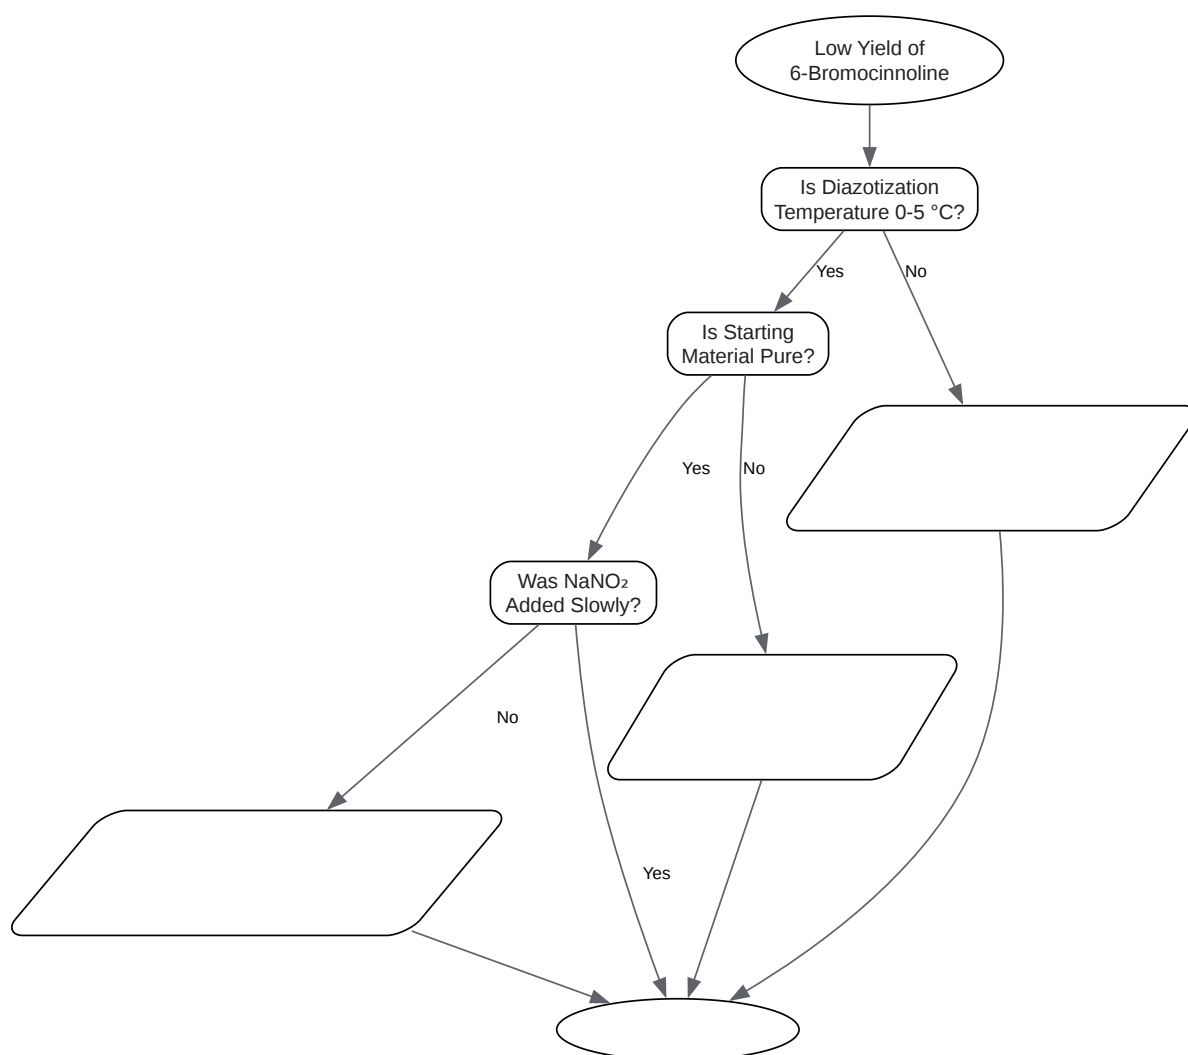 Low Yield of
6-Bromocinnoline
Is Diazotization
Temperature 0-5 °C?
Yes
No
Is Starting
Material Pure?
Yes
No
Was NaNO₂
Added Slowly?
No
Yes